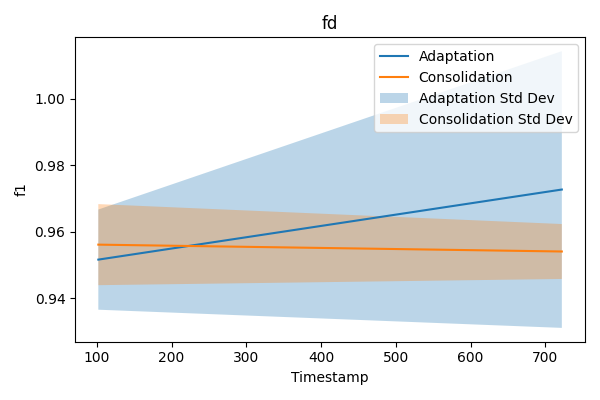 fd
Adaptation
Consolidation
Adaptation Std Dev
Consolidation Std Dev
f1
1.00
0.98
0.96
0.94
100 200 300 400 500 600 700
Timestamp